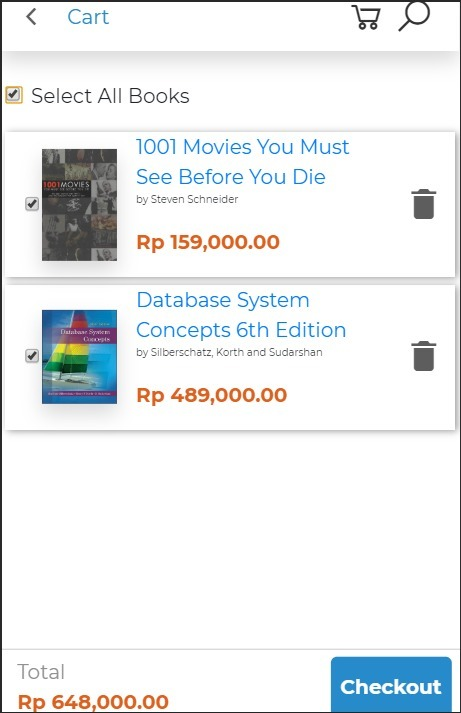 Cart
Select All Books
1001 Movies You Must
See Before You Die
by Steven Schneider
Rp 159,000.00
1001 MOVIES
Database System
Concepts 6th Edition
by Silberschatz, Korth and Sudarshan
Rp 489,000.00
Database System
Concepts
Total
Rp 648,000.00
Checkout